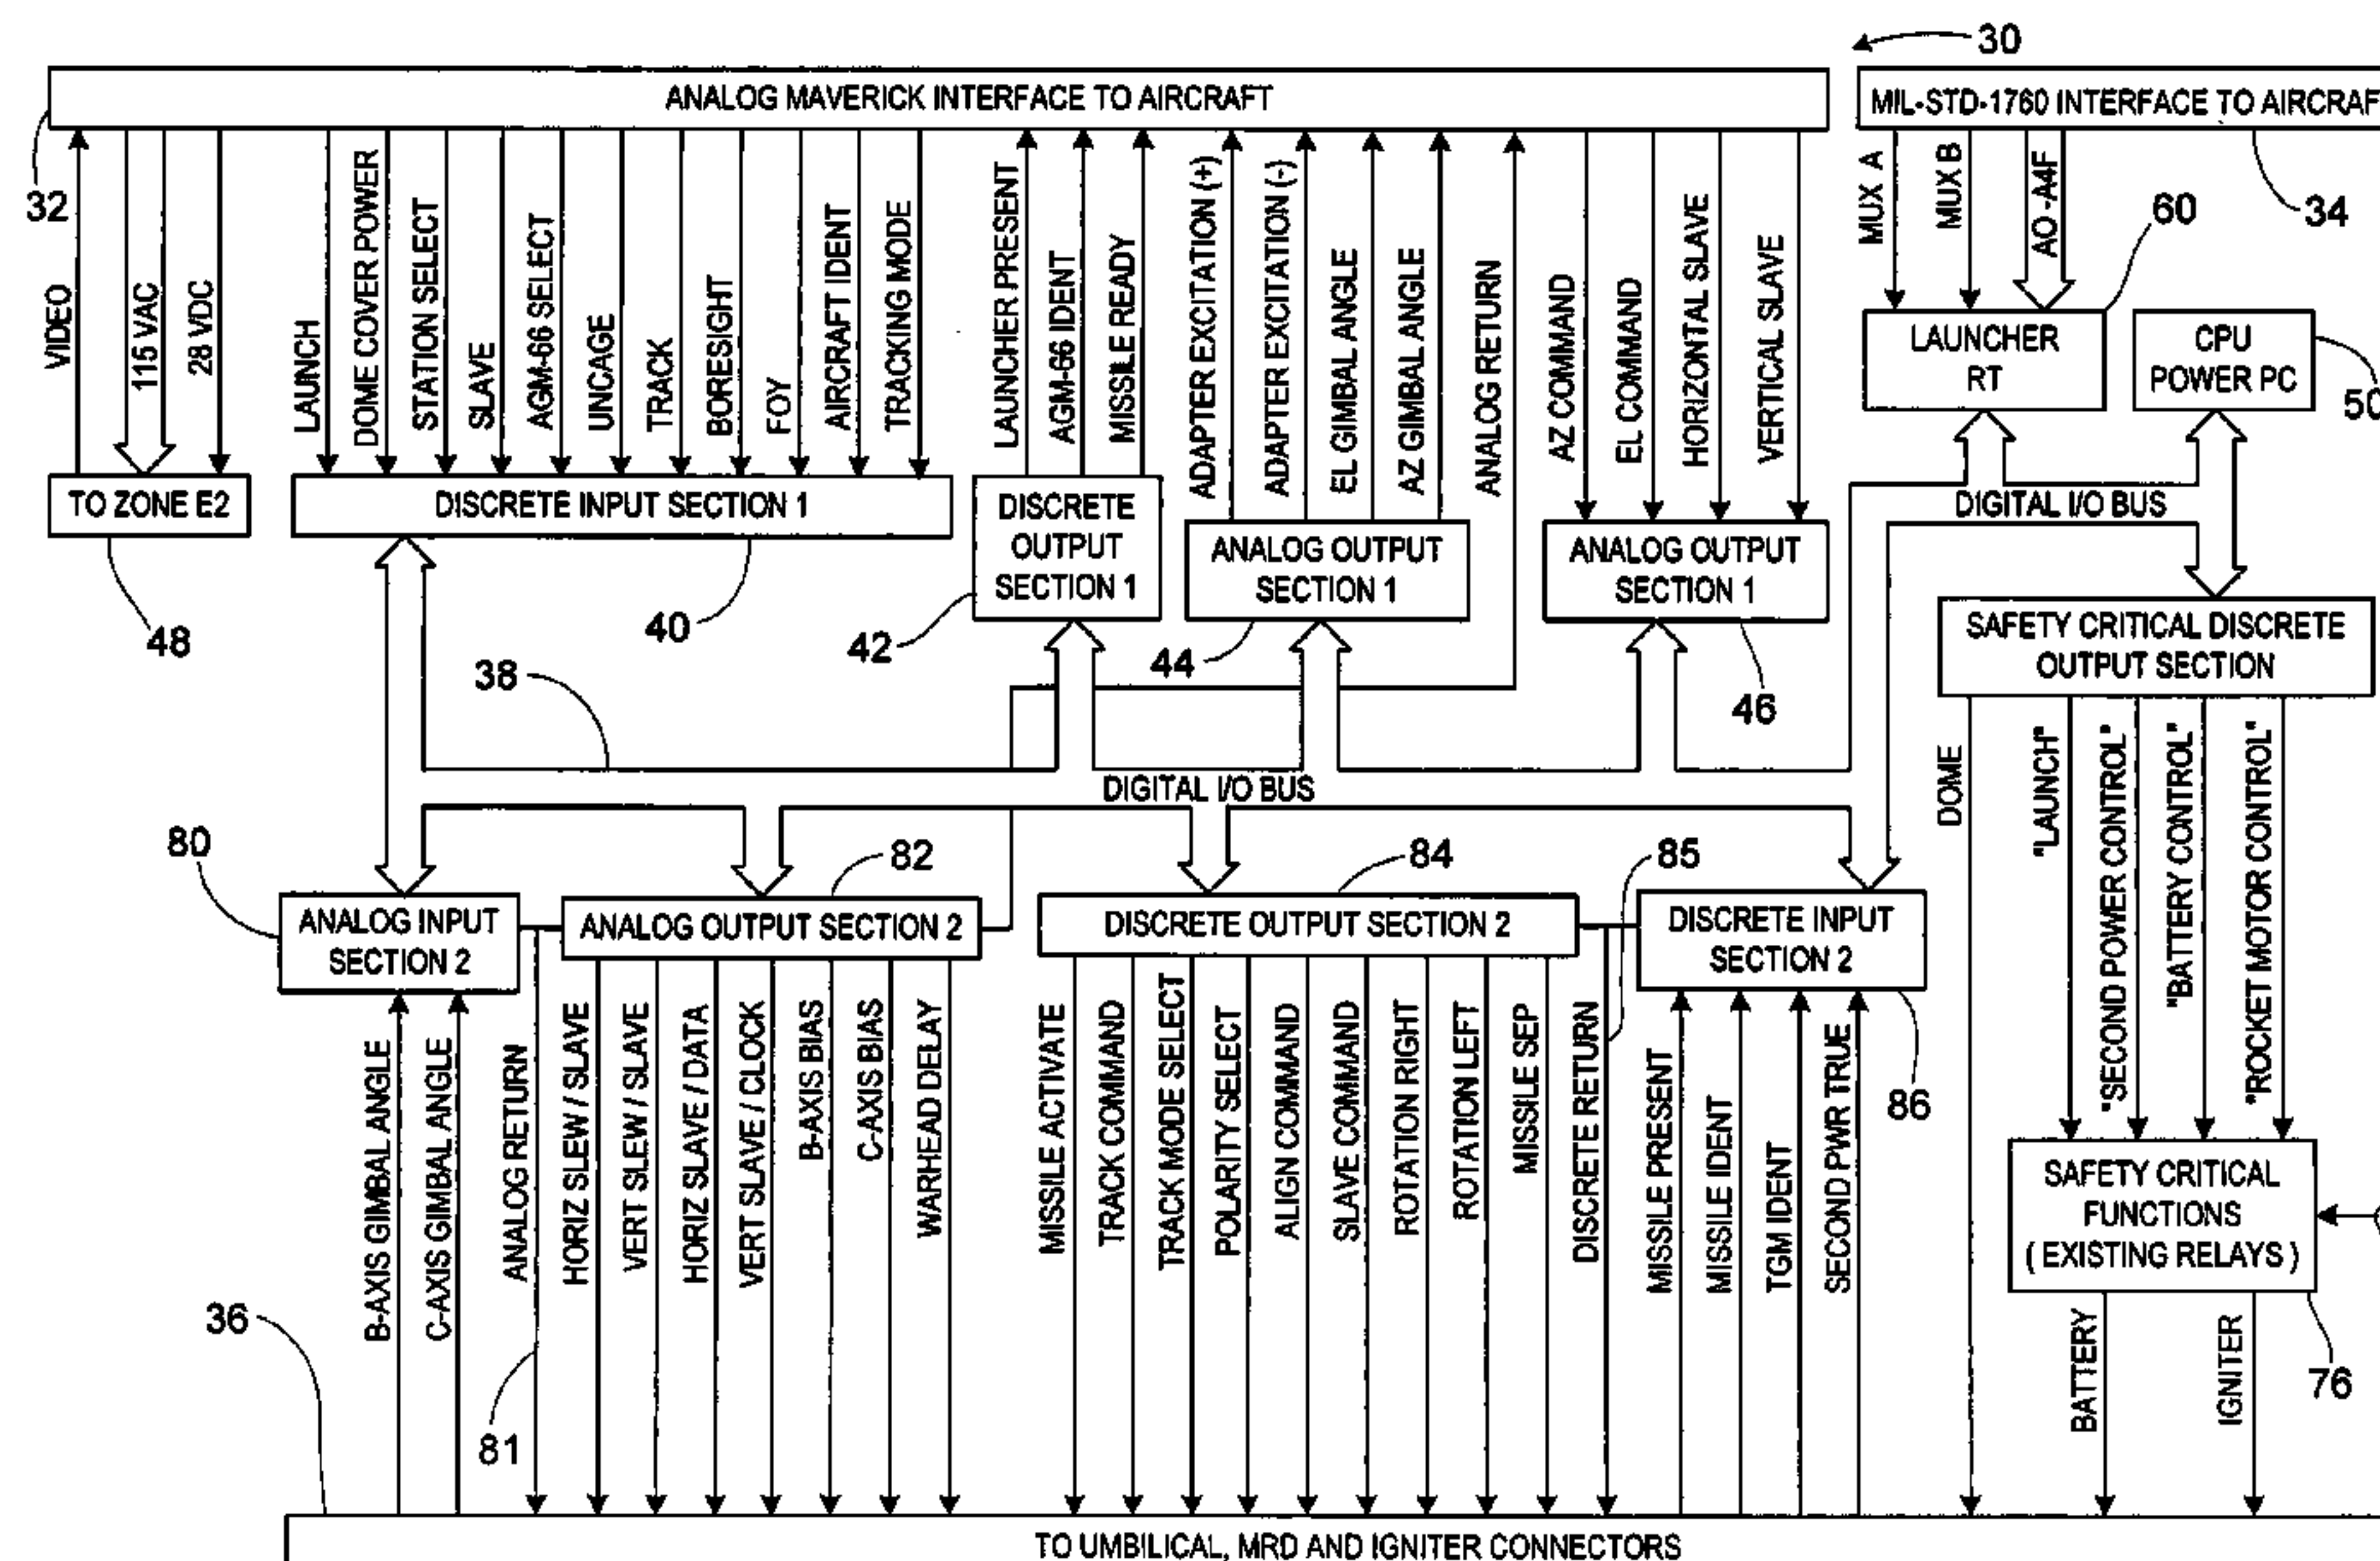 30
ANALOG MAVERICK INTERFACE TO AIRCRAFT
MIL-STD-1760 INTERFACE TO AIRCRAF
32
34
VIDEO
115 VAC
28 VDC
LAUNCH
DOME COVER POWER
STATION SELECT
SLAVE
AGM-66 SELECT
UNCAGE
TRACK
BORESIGHT
FOY
AIRCRAFT IDENT
TRACKING MODE
LAUNCHER PRESENT
AGM-66 IDENT
MISSILE READY
ADAPTER EXCITATION (+)
ADAPTER EXCITATION (-)
EL GIMBAL ANGLE
AZ GIMBAL ANGLE
ANALOG RETURN
AZ COMMAND
EL COMMAND
HORIZONTAL SLAVE
VERTICAL SLAVE
MUX A
MUX B
AO -A4F
60
LAUNCHER
RT
CPU
POWER PC
50
TO ZONE E2
48
DISCRETE INPUT SECTION 1
40
DISCRETE
OUTPUT
SECTION 1
42
ANALOG OUTPUT
SECTION 1
44
ANALOG OUTPUT
SECTION 1
46
DIGITAL I/O BUS
SAFETY CRITICAL DISCRETE
OUTPUT SECTION
38
DIGITAL I/O BUS
DOME
"LAUNCH"
"SECOND POWER CONTROL"
"BATTERY CONTROL"
"ROCKET MOTOR CONTROL"
80
82
84
85
ANALOG INPUT
SECTION 2
ANALOG OUTPUT SECTION 2
DISCRETE OUTPUT SECTION 2
DISCRETE INPUT
SECTION 2
86
B-AXIS GIMBAL ANGLE
C-AXIS GIMBAL ANGLE
ANALOG RETURN
HORIZ SLEW / SLAVE
VERT SLEW / SLAVE
HORIZ SLAVE / DATA
VERT SLAVE / CLOCK
B-AXIS BIAS
C-AXIS BIAS
WARHEAD DELAY
MISSILE ACTIVATE
TRACK COMMAND
TRACK MODE SELECT
POLARITY SELECT
ALIGN COMMAND
SLAVE COMMAND
ROTATION RIGHT
ROTATION LEFT
MISSILE SEP
DISCRETE RETURN
MISSILE PRESENT
MISSILE IDENT
TGM IDENT
SECOND PWR TRUE
SAFETY CRITICAL
FUNCTIONS
( EXISTING RELAYS )
76
BATTERY
IGNITER
36
81
TO UMBILICAL, MRD AND IGNITER CONNECTORS